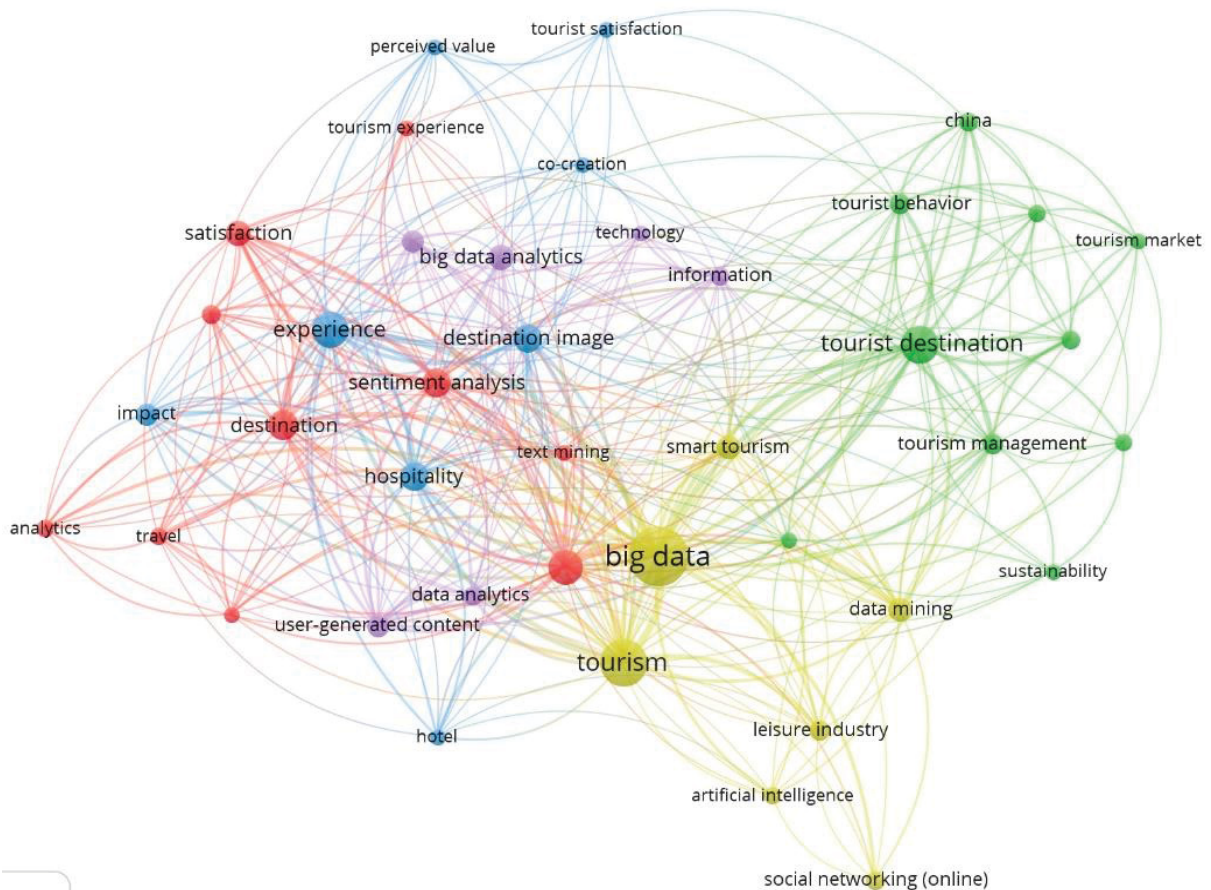 tourist satisfaction
perceived value
china
tourism experience
co-creation
tourist behavior
satisfaction
technology
tourism market
big data analytics
information
experience
destination image
tourist destination
sentiment analysis
impact
destination
tourism management
smart tourism
text mining
hospitality
analytics
travel
big data
sustainability
data analytics
data mining
user-generated content
tourism
leisure industry
hotel
artificial intelligence
social networking (online)